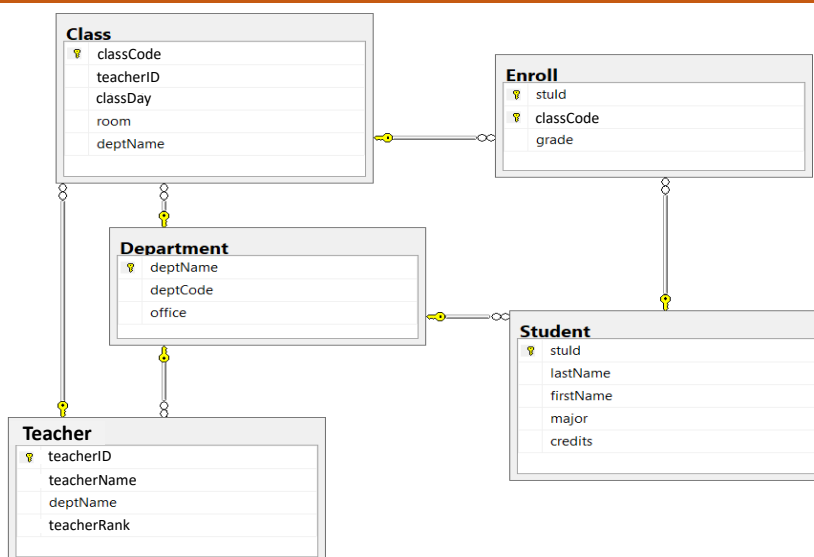 Class
classCode
teacherID
classDay
room
deptName
Enroll
stuId
classCode
grade
Department
deptName
deptCode
office
Student
stuId
lastName
firstName
major
credits
Teacher
teacherID
teacherName
deptName
teacherRank